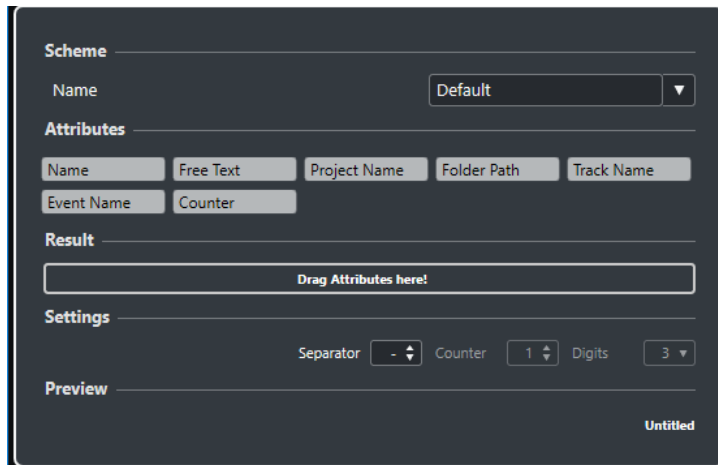 Scheme
Name Default
Attributes
Name Free Text Project Name Folder Path Track Name
Event Name Counter
Result
Drag Attributes here!
Settings
Separator - Counter 1 Digits 3
Preview
Untitled